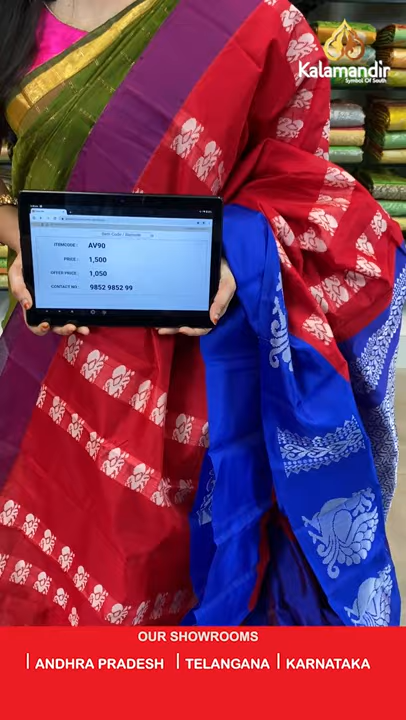 Kalamandir
Symbol Of South
ITEMCODE : AV90
PRICE : 1,500
OFFER PRICE : 1,050
CONTACT NO : 9852 9852 99
OUR SHOWROOMS
| ANDHRA PRADESH | TELANGANA | KARNATAKA